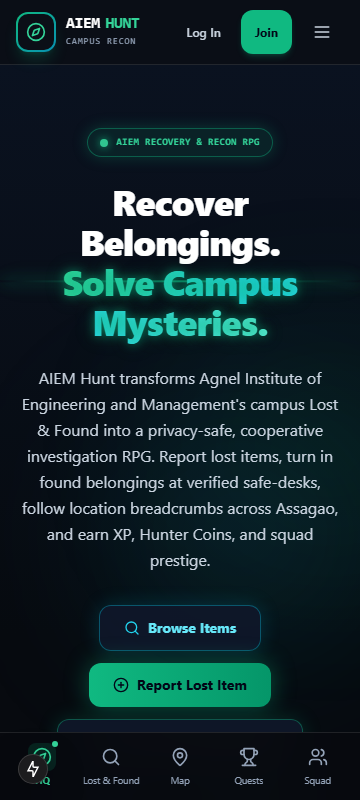 AIEM HUNT
CAMPUS RECON
Log In
Join
AIEM RECOVERY & RECON RPG
Recover
Belongings.
Solve Campus
Mysteries.
AIEM Hunt transforms Agnel Institute of
Engineering and Management's campus Lost
& Found into a privacy-safe, cooperative
investigation RPG. Report lost items, turn in
found belongings at verified safe-desks,
follow location breadcrumbs across Assagao,
and earn XP, Hunter Coins, and squad
prestige.
Browse Items
Report Lost Item
Lost & Found
Map
Quests
Squad